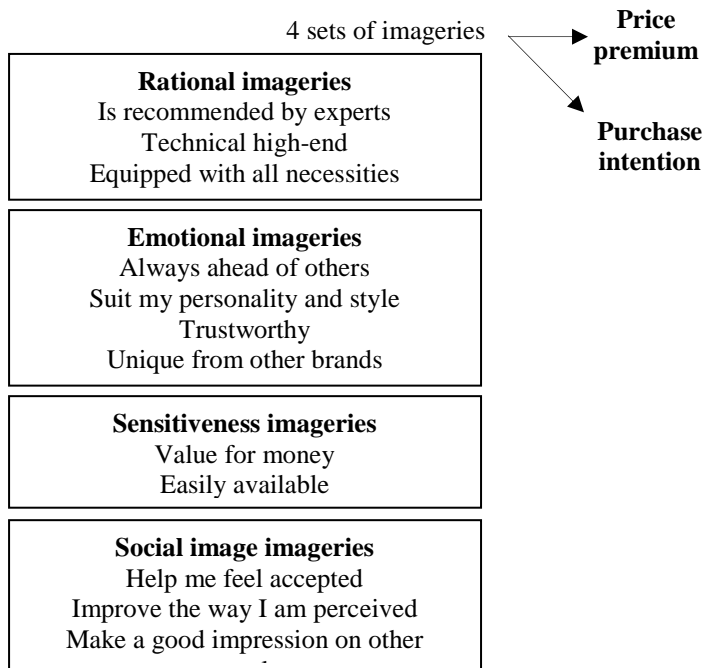 4 sets of imageries
Price
premium
Purchase
intention
Rational imageries
Is recommended by experts
Technical high-end
Equipped with all necessities
Emotional imageries
Always ahead of others
Suit my personality and style
Trustworthy
Unique from other brands
Sensitiveness imageries
Value for money
Easily available
Social image imageries
Help me feel accepted
Improve the way I am perceived
Make a good impression on other